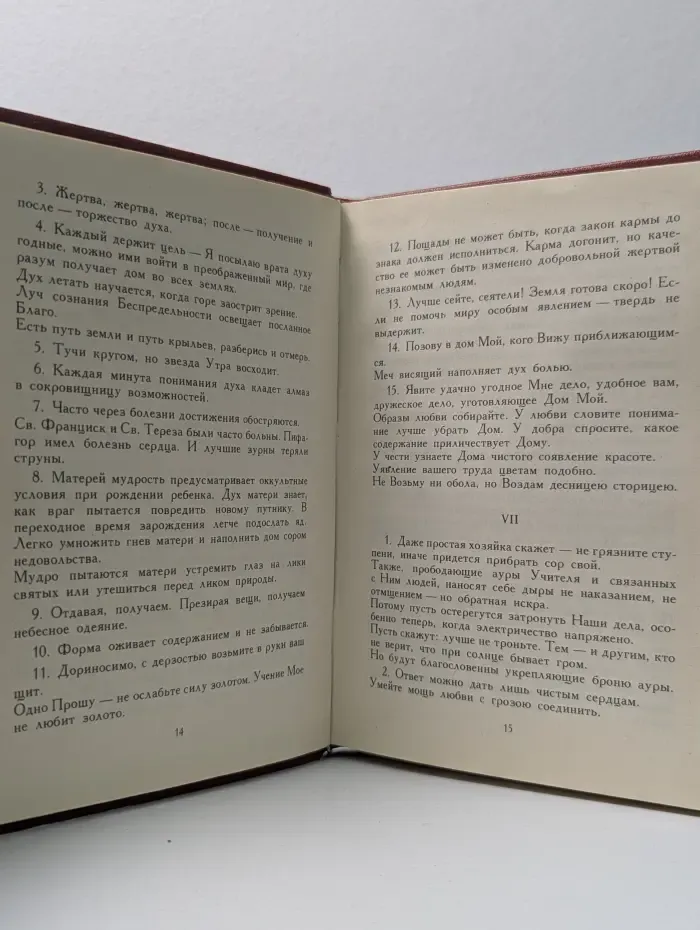 3. Жертва, жертва, жертва; после — получение и
после — торжество духа.
4. Каждый держит цель — Я посылаю врата духу
годные, можно ими войти в преображенный мир, где
разум получает дом во всех землях.
Дух летать научается, когда горе заострит зрение.
Луч сознания Беспредельности освещает посланное
Благо.
Есть путь земли и путь крыльев, разберись и отмерь.
5. Тучи кругом, но звезда Утра восходит.
6. Каждая минута понимания духа кладет алмаз
в сокровищницу возможностей.
7. Часто через болезни достижения обостряются.
Св. Франциск и Св. Тереза были часто больны. Пифа-
гор имел болезнь сердца. И лучшие зурны теряли
струны.
8. Матерей мудрость предусматривает оккультные
условия при рождении ребенка. Дух матери знает,
как враг пытается повредить новому путнику. В
переходное время зарождения легче подослать яд.
Легко умножить гнев матери и наполнить дом сором
недовольства.
Мудро пытаются матери устремить глаз на лики
святых или утешиться перед ликом природы.
9. Отдавая, получаем. Презирая вещи, получаем
небесное одеяние.
10. Форма оживает содержанием и не забывается.
11. Дориносимо, с дерзостью возьмите в руки ваш
щит.
Одно Прошу — не ослабьте силу золотом. Учение Мое
не любит золото.
14
12. Пощады не может быть, когда закон кармы до
знака должен исполниться. Карма догонит, но каче-
ство ее может быть изменено добровольной жертвой
незнакомым людям.
13. Лучше сейте, сеятели! Земля готова скоро! Ес-
ли не помочь миру особым явлением — твердь не
выдержит.
14. Позову в дом Мой, кого Вижу приближающим-
ся.
Меч висящий наполняет дух болью.
15. Явите удачно угодное Мне дело, удобное вам,
дружеское дело, уготовляющее Дом Мой.
Образы любви собирайте. У любви словите понима-
ние лучше убрать Дом. У добра спросите, какое
содержание приличествует Дому.
У чести узнаете Дома чистого соявление красоте.
Уявление вашего труда цветам подобно.
Не Возьму ни обола, но Воздам десницею сторицею.
VII
1. Даже простая хозяйка скажет — не грязните сту-
пени, иначе придется прибрать сор свой.
Также, прободающие ауры Учителя и связанных
с Ним людей, наносят себе дыры не наказанием, не
отмщением — но обратная искра.
Потому пусть остерегутся затронуть Наши дела, осо-
бенно теперь, когда электричество напряжено.
Пусть скажут: лучше не троньте. Тем — и другим, кто
не верит, что при солнце бывает гром.
Но будут благословенны укрепляющие броню ауры.
2. Ответ можно дать лишь чистым сердцам.
Умейте мощь любви с грозою соединить.
15